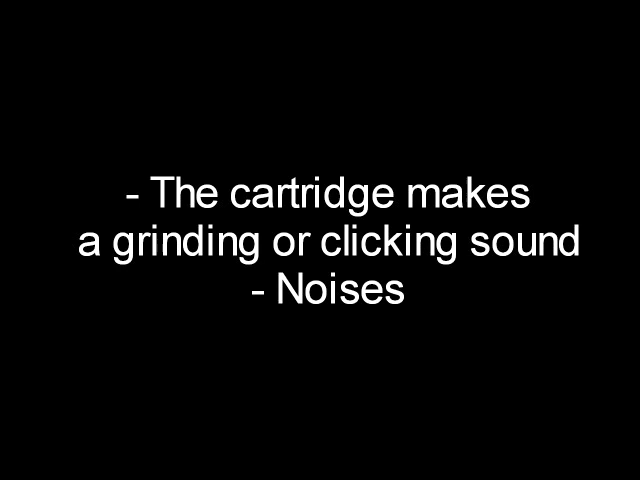 - The cartridge makes
a grinding or clicking sound
- Noises